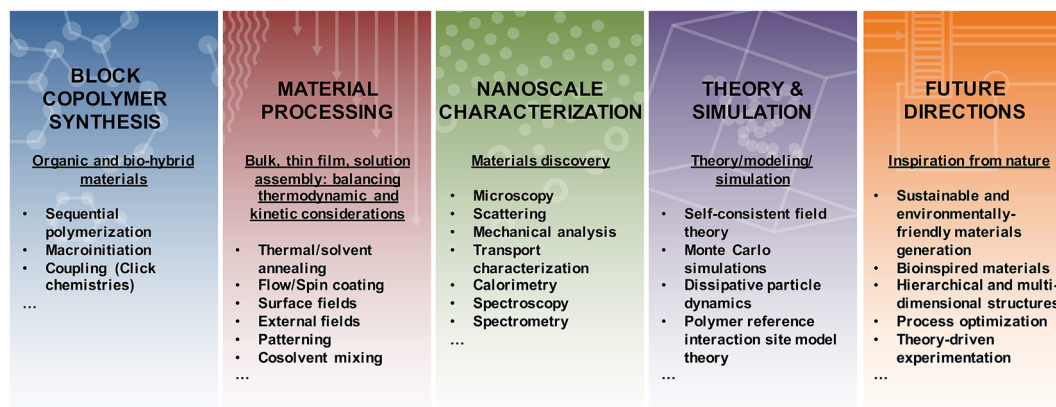 BLOCK
COPOLYMER
SYNTHESIS
Organic and bio-hybrid
materials
• Sequential
polymerization
• Macroinitiation
• Coupling (Click
chemistries)
…
MATERIAL
PROCESSING
Bulk, thin film, solution
assembly: balancing
thermodynamic and
kinetic considerations
• Thermal/solvent
annealing
• Flow/Spin coating
• Surface fields
• External fields
• Patterning
• Cosolvent mixing
…
NANOSCALE
CHARACTERIZATION
Materials discovery
• Microscopy
• Scattering
• Mechanical analysis
• Transport
characterization
• Calorimetry
• Spectroscopy
• Spectrometry
…
THEORY &
SIMULATION
Theory/modeling/
simulation
• Self-consistent field
theory
• Monte Carlo
simulations
• Dissipative particle
dynamics
• Polymer reference
interaction site model
theory
…
FUTURE
DIRECTIONS
Inspiration from nature
• Sustainable and
environmentally-
friendly materials
generation
• Bioinspired materials
• Hierarchical and multi-
dimensional structures
• Process optimization
• Theory-driven
experimentation
…